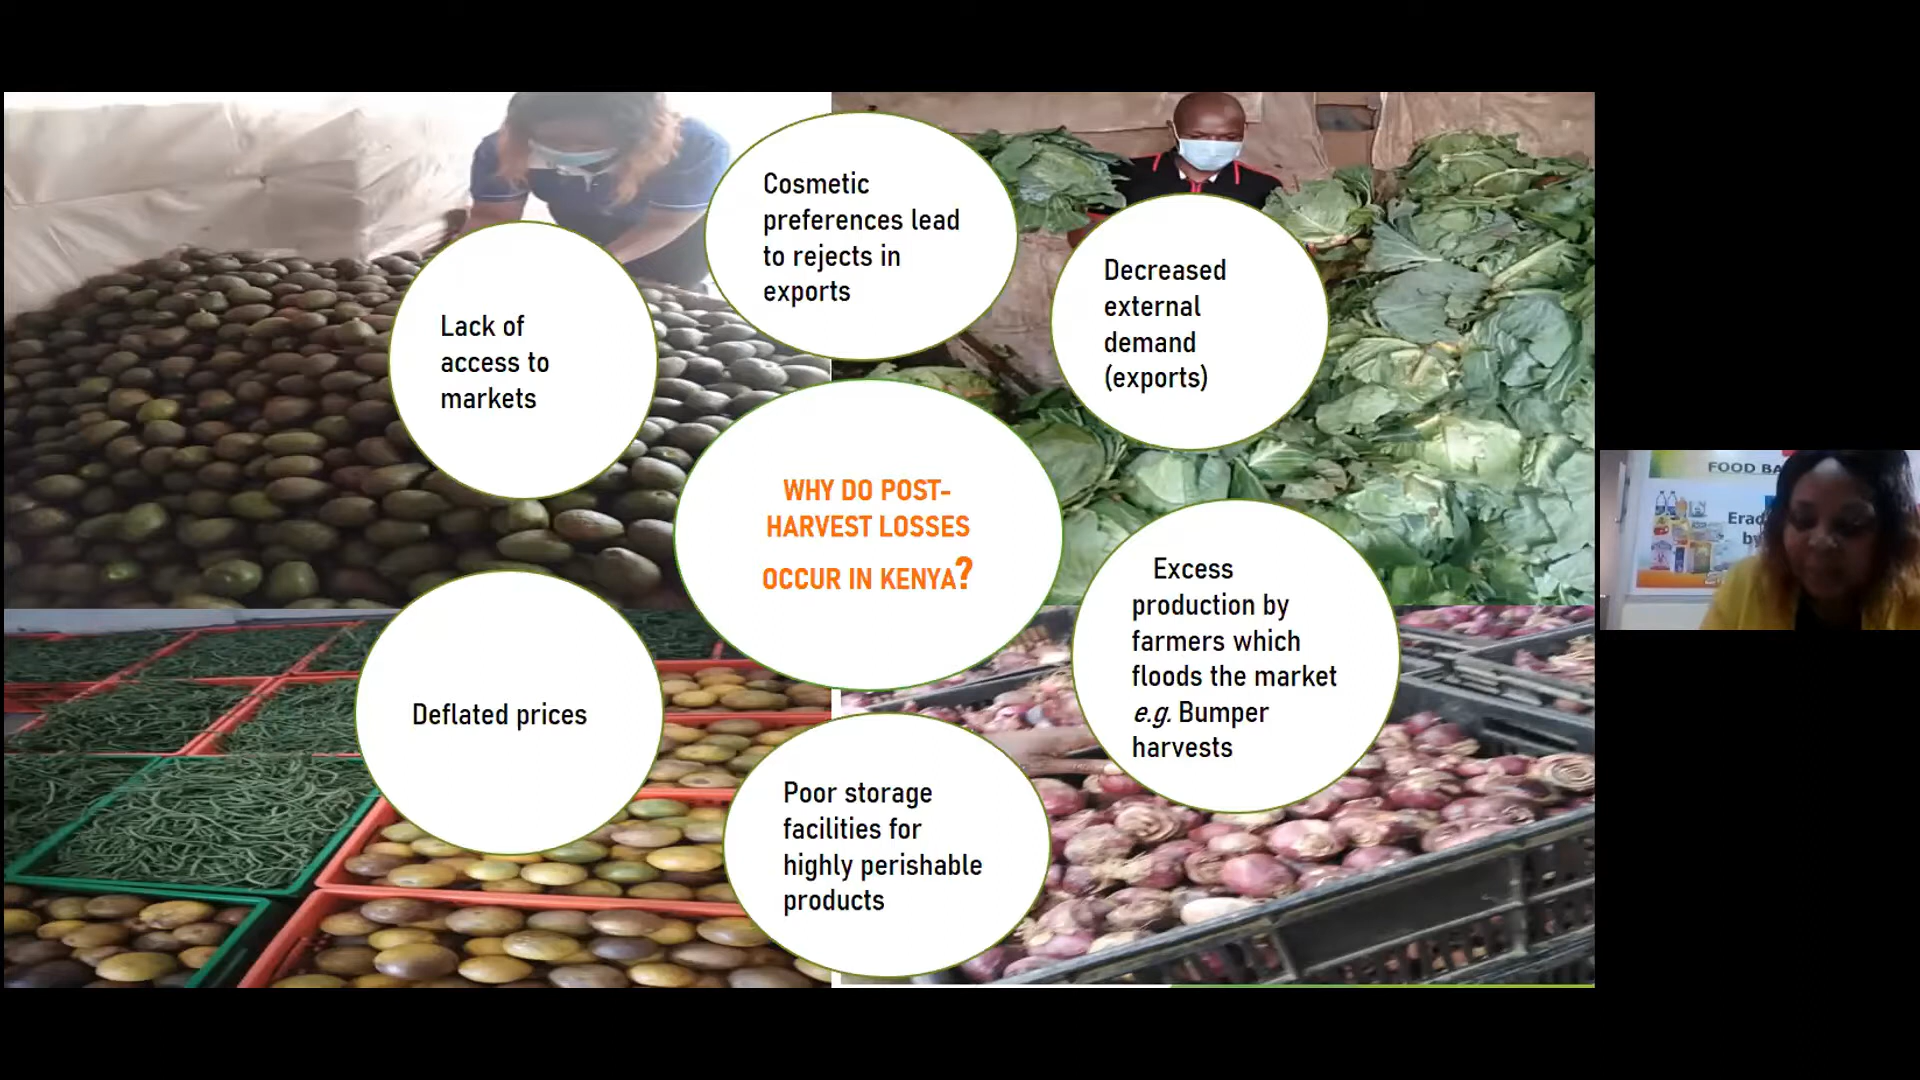 Cosmetic
preferences lead
to rejects in
exports
Decreased
external
demand
(exports)
Lack of
access to
markets
WHY DO POST-
HARVEST LOSSES
OCCUR IN KENYA?
Excess
production by
farmers which
floods the market
e.g. Bumper
harvests
Deflated prices
Poor storage
facilities for
highly perishable
products
FOOD
by